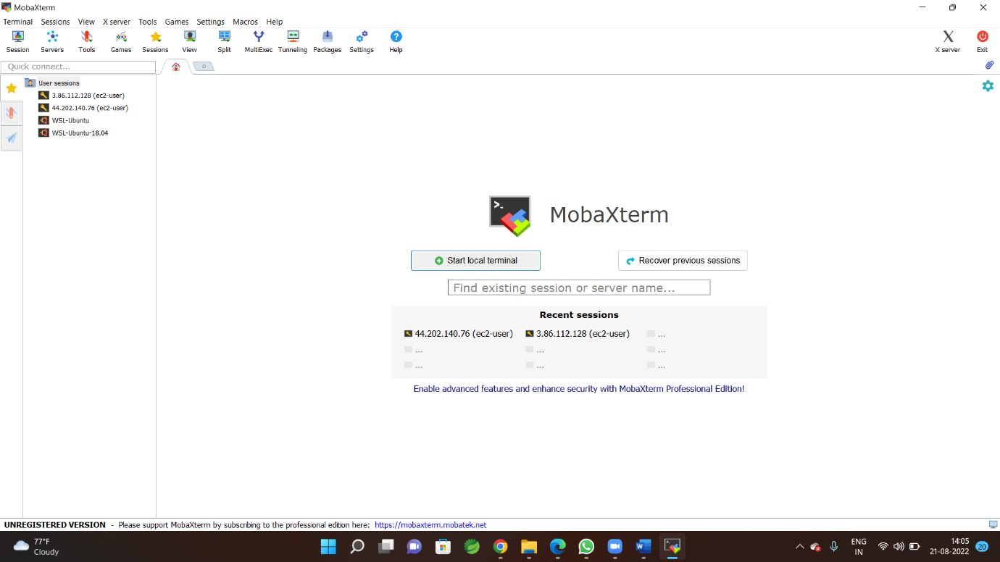 MobaXterm
Terminal Sessions View X server Tools Games Settings Macros Help
Session Servers Tools Games Sessions View Split MultiExec Tunneling Packages Settings Help X server Exit
Quick connect...
User sessions
3.86.112.128 (ec2-user)
44.202.140.76 (ec2-user)
WSL-Ubuntu
WSL-Ubuntu-18.04
MobaXterm
Start local terminal Recover previous sessions
Find existing session or server name...
Recent sessions
44.202.140.76 (ec2-user) 3.86.112.128 (ec2-user) ...
... ... ...
... ... ...
Enable advanced features and enhance security with MobaXterm Professional Edition!
UNREGISTERED VERSION - Please support MobaXterm by subscribing to the professional edition here: https://mobaxterm.mobatek.net
77°F
Cloudy
ENG
IN
14:05
21-08-2022
20